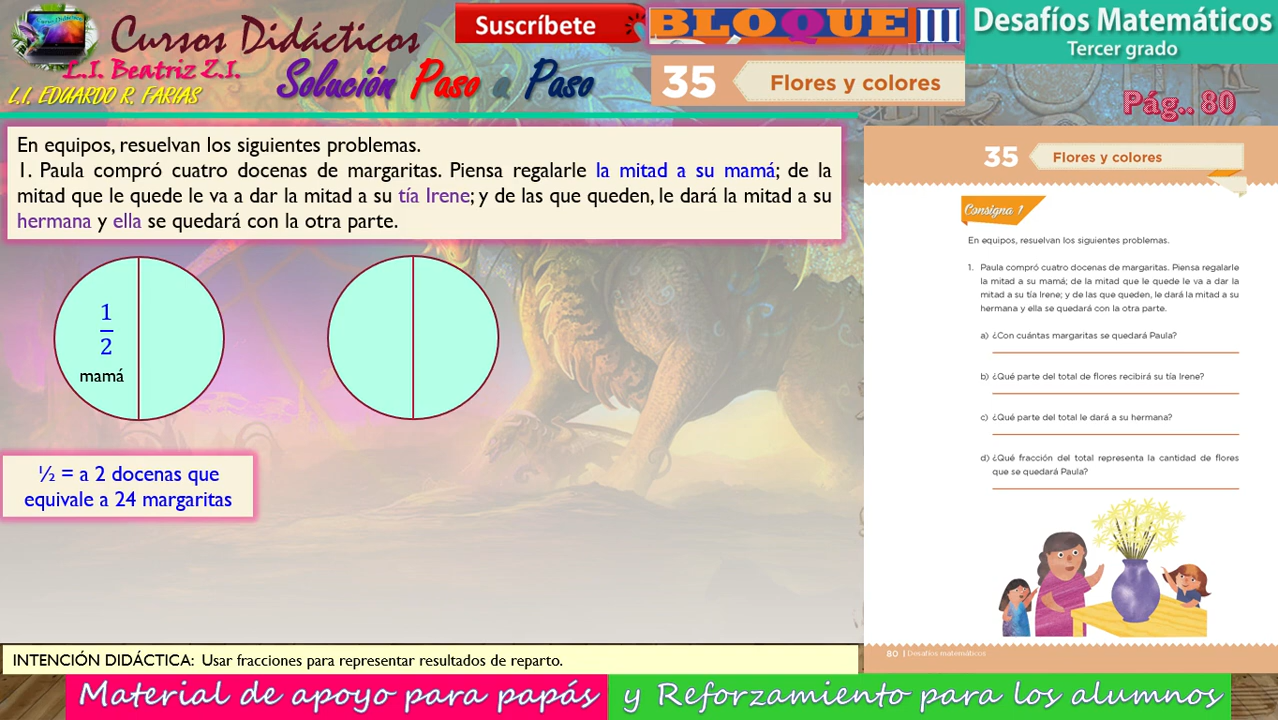 Cursos Didácticos
L.I. Beatriz Z.I.
L.I. EDUARDO R. FARIAS
Solución Paso a Paso
Suscríbete
BLOQUE III
Desafíos Matemáticos
Tercer grado
35 Flores y colores
Pág.. 80
En equipos, resuelvan los siguientes problemas.
1. Paula compró cuatro docenas de margaritas. Piensa regalarle la mitad a su mamá; de la
mitad que le quede le va a dar la mitad a su tía Irene; y de las que queden, le dará la mitad a su
hermana y ella se quedará con la otra parte.
1
2
mamá
½ = a 2 docenas que
equivale a 24 margaritas
35 Flores y colores
Consigna 1
En equipos, resuelvan los siguientes problemas.
1. Paula compró cuatro docenas de margaritas. Piensa regalarle
la mitad a su mamá; de la mitad que le quede le va a dar la
mitad a su tía Irene; y de las que queden, le dará la mitad a su
hermana y ella se quedará con la otra parte.
a) ¿Con cuántas margaritas se quedará Paula?
b) ¿Qué parte del total de flores recibirá su tía Irene?
c) ¿Qué parte del total le dará a su hermana?
d) ¿Qué fracción del total representa la cantidad de flores
que se quedará Paula?
80 | Desafíos matemáticos
INTENCIÓN DIDÁCTICA: Usar fracciones para representar resultados de reparto.
Material de apoyo para papás y Reforzamiento para los alumnos